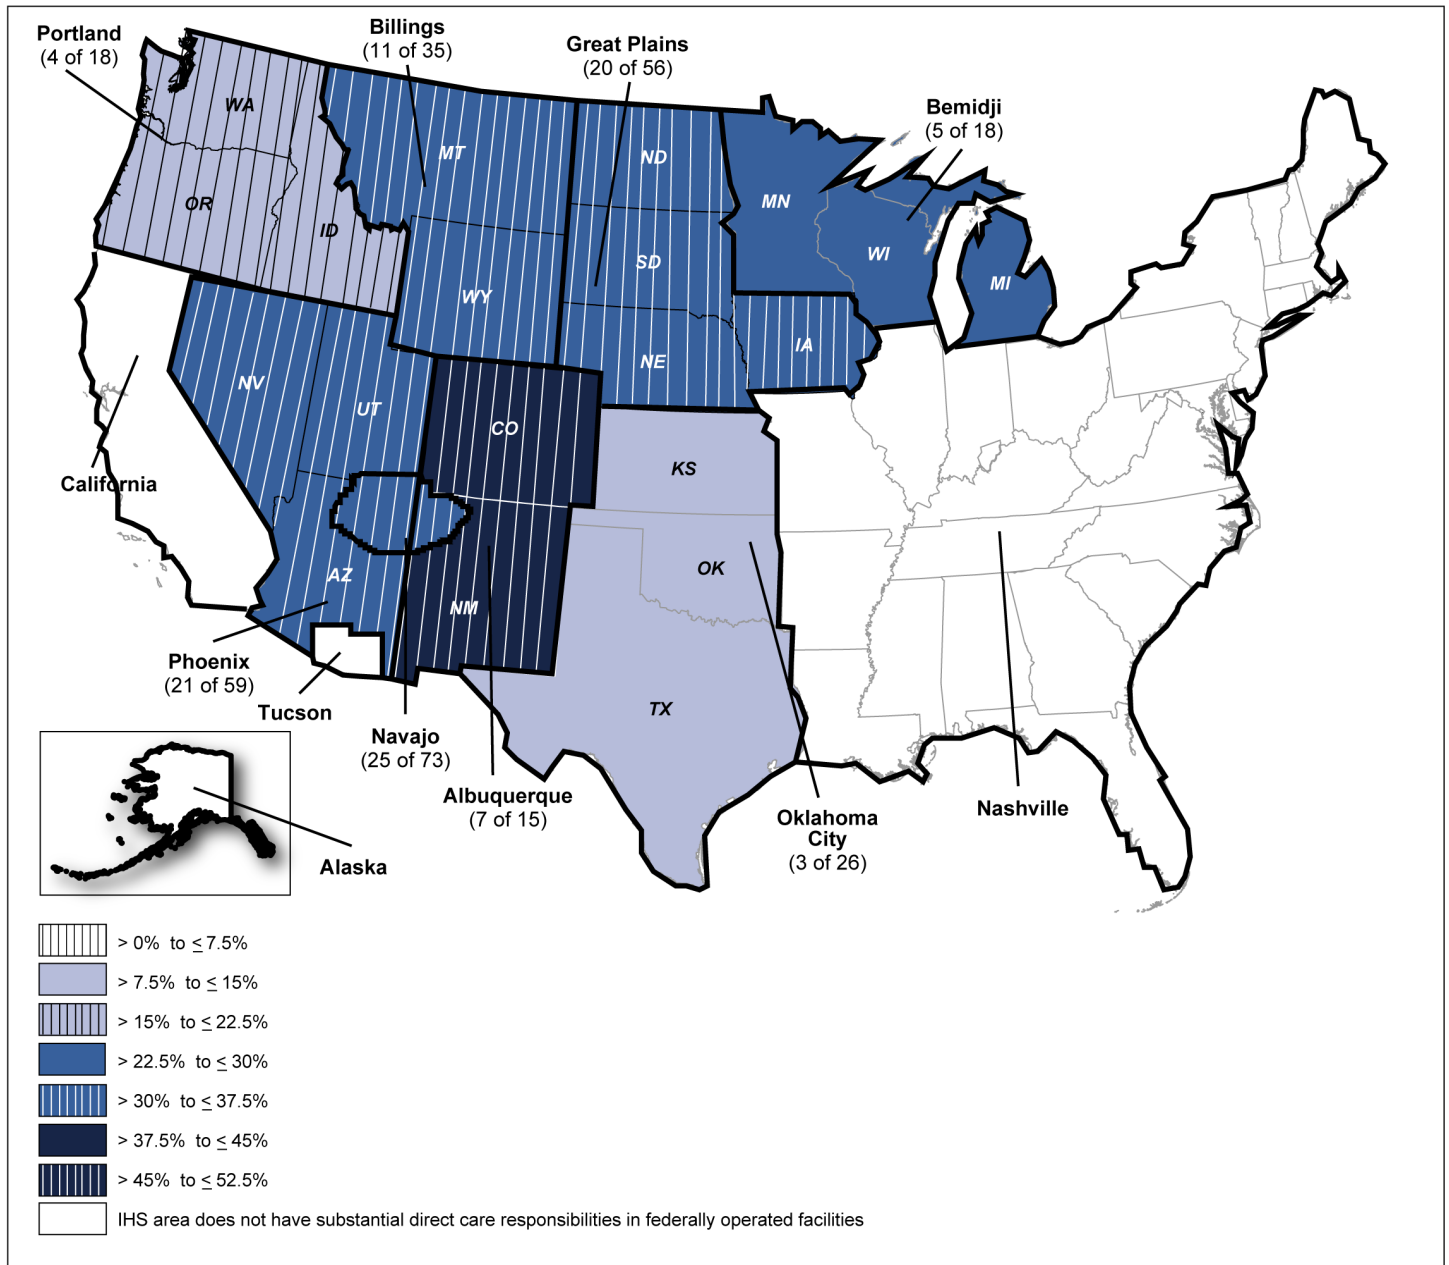 Portland
(4 of 18)
Billings
(11 of 35)
Great Plains
(20 of 56)
Bemidji
(5 of 18)
WA
MT
ND
MN
OR
ID
SD
WI
WY
MI
IA
NE
NV
UT
CO
KS
California
OK
AZ
NM
Phoenix
(21 of 59)
Tucson
TX
Navajo
(25 of 73)
Albuquerque
(7 of 15)
Oklahoma
City
(3 of 26)
Nashville
Alaska
> 0% to ≤ 7.5%
> 7.5% to ≤ 15%
> 15% to ≤ 22.5%
> 22.5% to ≤ 30%
> 30% to ≤ 37.5%
> 37.5% to ≤ 45%
> 45% to ≤ 52.5%
IHS area does not have substantial direct care responsibilities in federally operated facilities